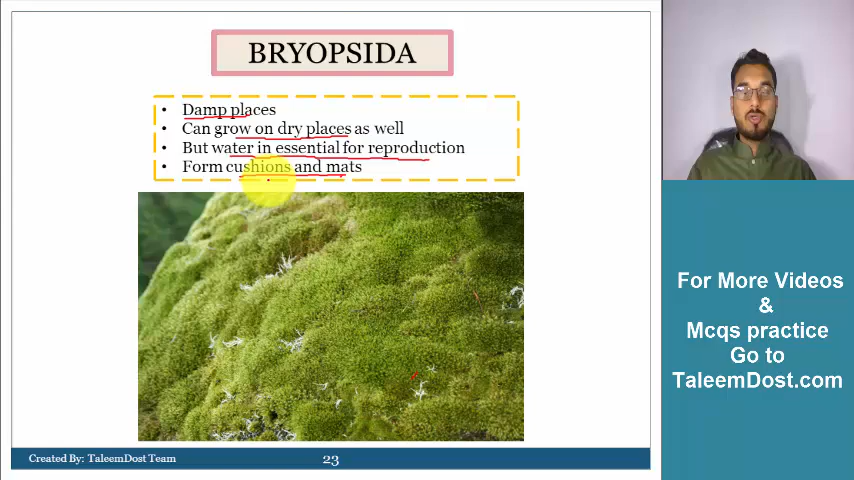 BRYOPSIDA
• Damp places
• Can grow on dry places as well
• But water in essential for reproduction
• Form cushions and mats
For More Videos
&
Mcqs practice
Go to
TaleemDost.com
Created By: TaleemDost Team
23